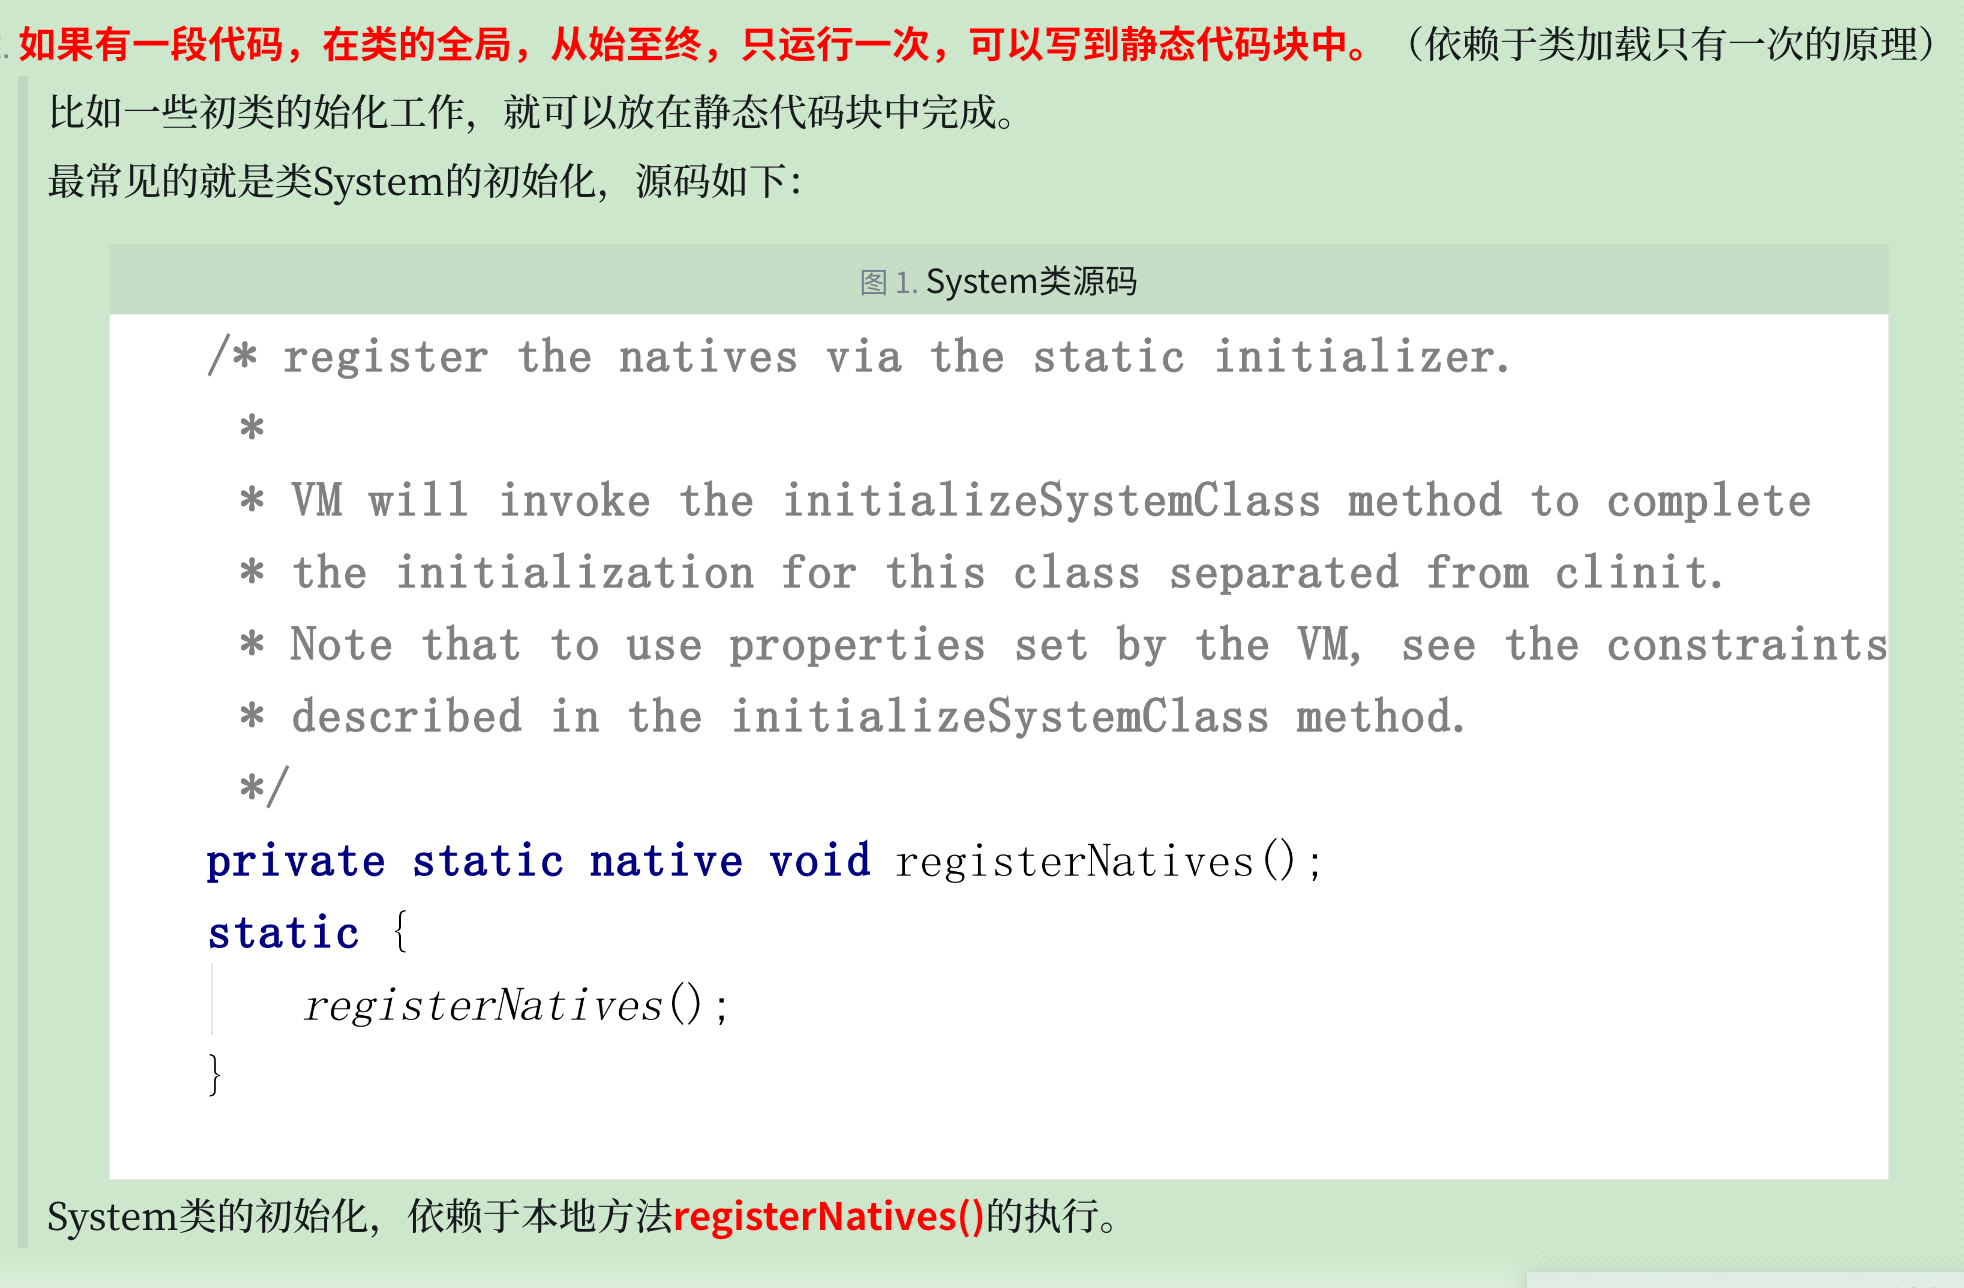 . 如果有一段代码，在类的全局，从始至终，只运行一次，可以写到静态代码块中。（依赖于类加载只有一次的原理）
比如一些初类的始化工作，就可以放在静态代码块中完成。
最常见的就是类System的初始化，源码如下：
图 1. System类源码
/* register the natives via the static initializer.
*
* VM will invoke the initializeSystemClass method to complete
* the initialization for this class separated from clinit.
* Note that to use properties set by the VM, see the constraints
* described in the initializeSystemClass method.
*/
private static native void registerNatives();
static {
registerNatives();
}
System类的初始化，依赖于本地方法registerNatives()的执行。